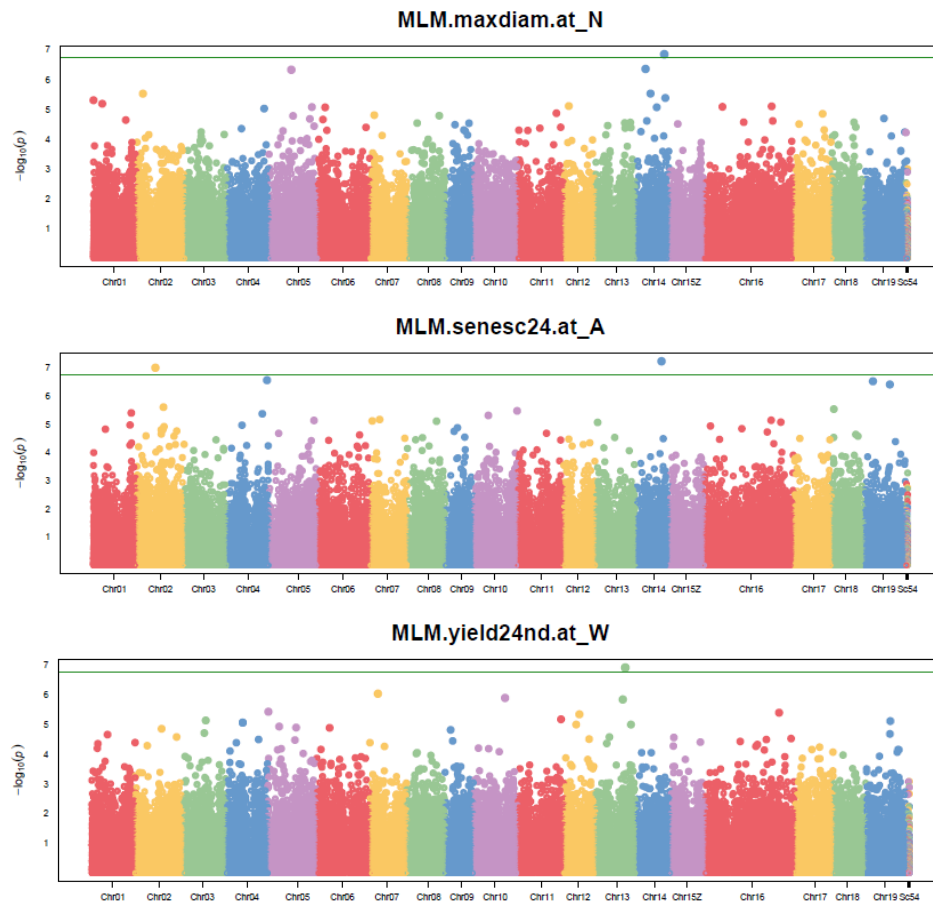 MLM.maxdiam.at_N
7
6
5
4
3
2
1
−log10(p)
Chr01 Chr02 Chr03 Chr04 Chr05 Chr06 Chr07 Chr08 Chr09 Chr10 Chr11 Chr12 Chr13 Chr14 Chr15Z Chr16 Chr17 Chr18 Chr19 Sc54
MLM.senesc24.at_A
7
6
5
4
3
2
1
−log10(p)
Chr01 Chr02 Chr03 Chr04 Chr05 Chr06 Chr07 Chr08 Chr09 Chr10 Chr11 Chr12 Chr13 Chr14 Chr15Z Chr16 Chr17 Chr18 Chr19 Sc54
MLM.yield24nd.at_W
7
6
5
4
3
2
1
−log10(p)
Chr01 Chr02 Chr03 Chr04 Chr05 Chr06 Chr07 Chr08 Chr09 Chr10 Chr11 Chr12 Chr13 Chr14 Chr15Z Chr16 Chr17 Chr18 Chr19 Sc54